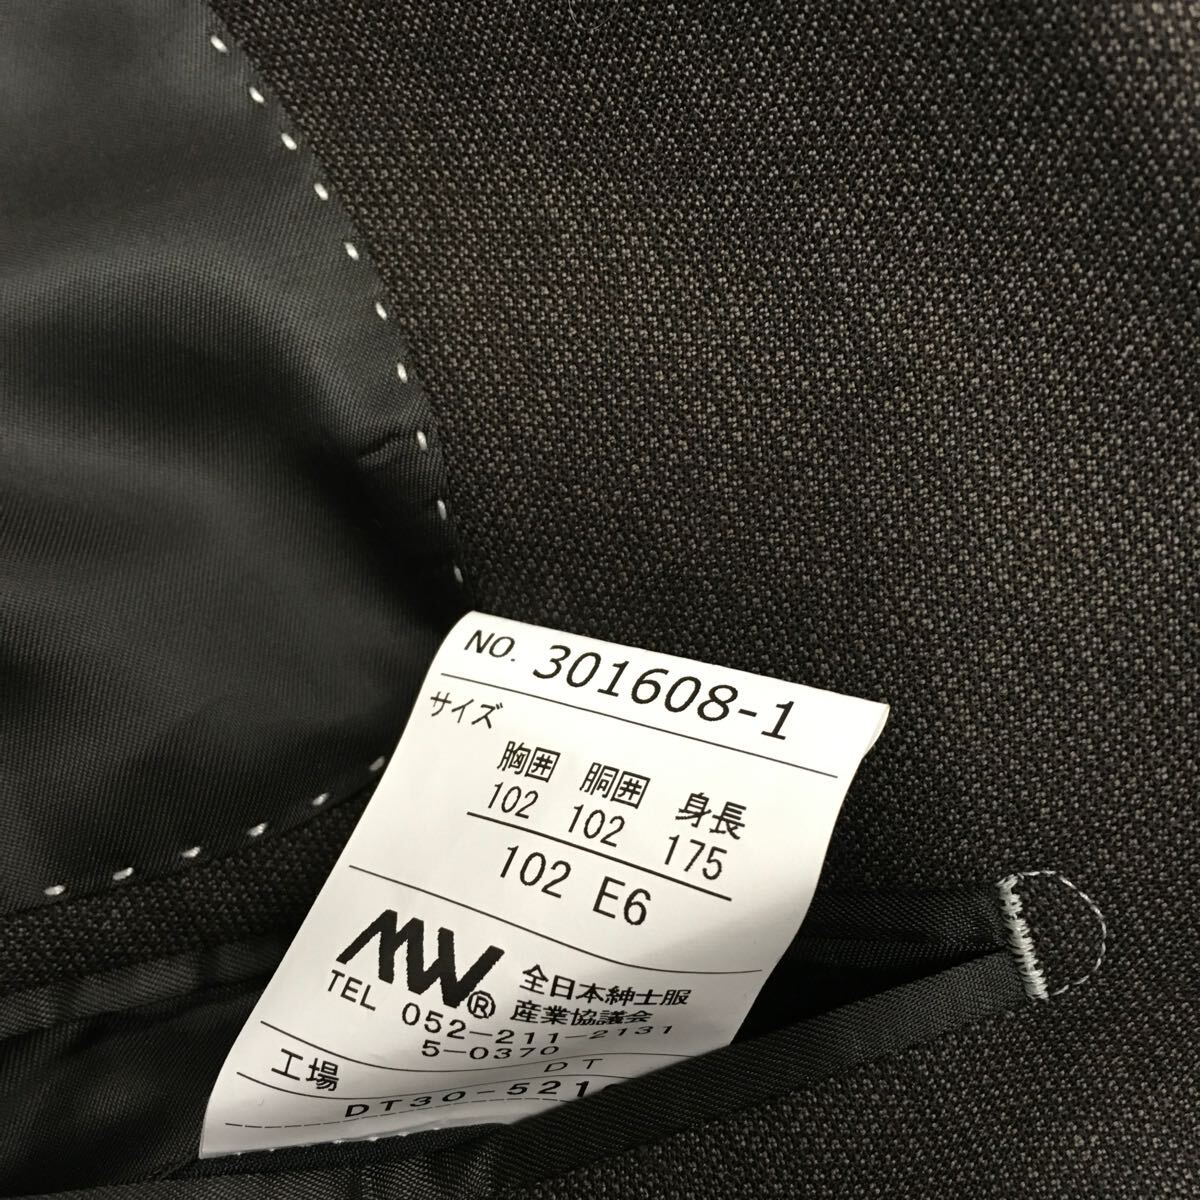 NO. 301608-1
サイズ
胸囲 胴囲 身長
102 102 175
102 E6
MW® 全日本紳士服
産業協議会
TEL 052-211-2131
5-0370
工場 DT
DT30-521